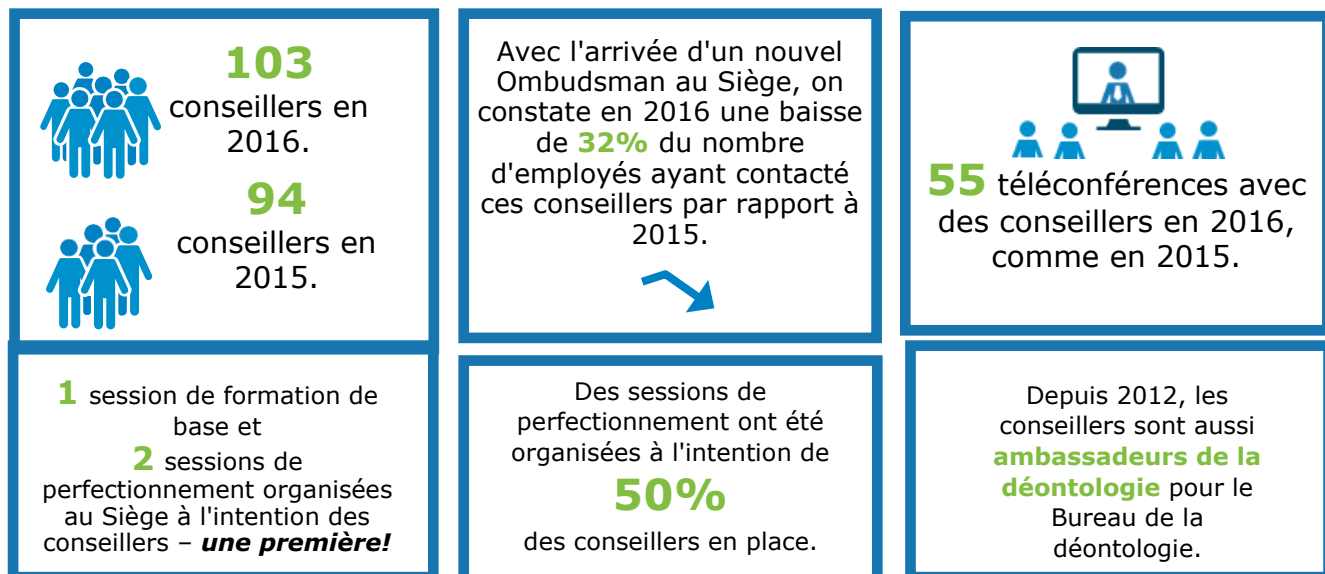 103
conseillers en
2016.
94
conseillers en
2015.
Avec l'arrivée d'un nouvel
Ombudsman au Siège, on
constate en 2016 une baisse
de 32% du nombre
d'employés ayant contacté
ces conseillers par rapport à
2015.
55 téléconférences avec
des conseillers en 2016,
comme en 2015.
1 session de formation de
base et
2 sessions de
perfectionnement organisées
au Siège à l'intention des
conseillers – une première!
Des sessions de
perfectionnement ont été
organisées à l'intention de
50%
des conseillers en place.
Depuis 2012, les
conseillers sont aussi
ambassadeurs de la
déontologie pour le
Bureau de la
déontologie.